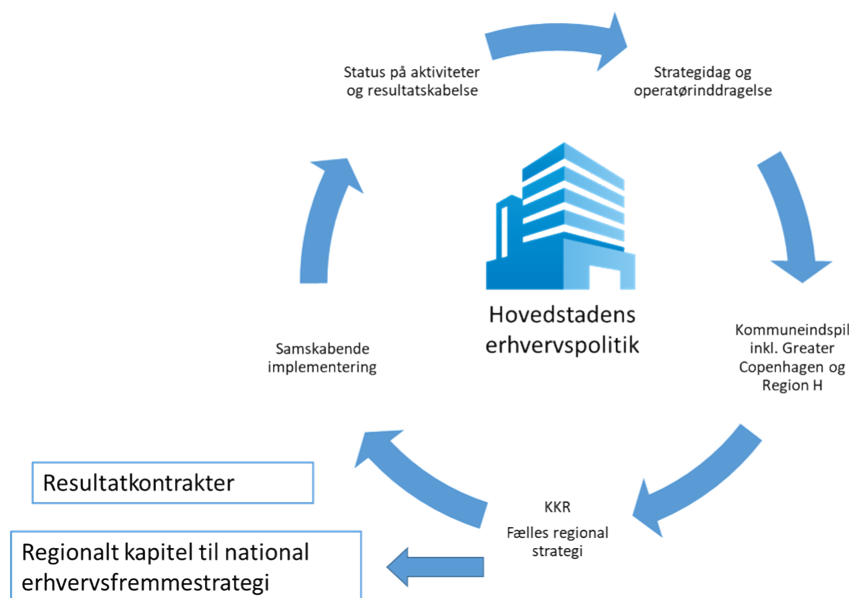 Status på aktiviteter
og resultatskabelse
Strategidag og
operatørinddragelse
Hovedstadens
erhvervspolitik
Kommuneindspil
inkl. Greater
Copenhagen og
Region H
Samskabende
implementering
Resultatkontrakter
KKR
Fælles regional
strategi
Regionalt kapitel til national
erhvervsfremmestrategi